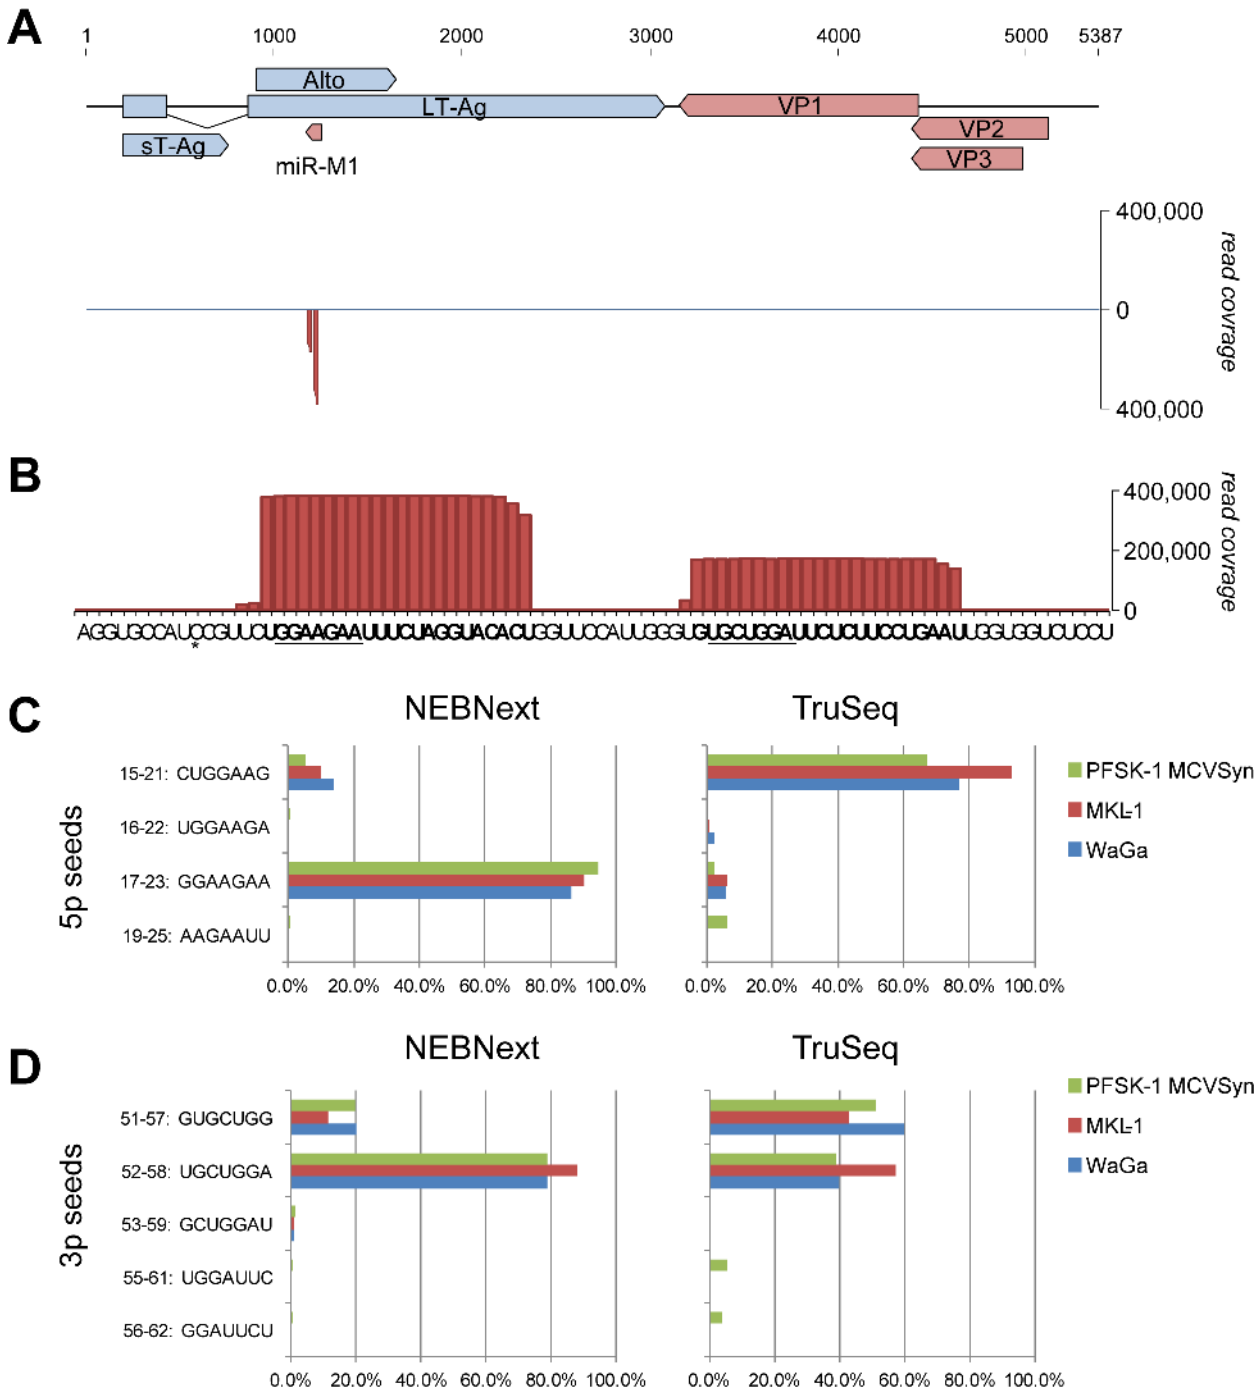 A
1 1000 2000 3000 4000 5000 5387
Alto
LT-Ag
VP1
sT-Ag
VP2
miR-M1
VP3
400,000
0
400,000
read covrage
B
400,000
200,000
0
read covrage
AGGUGCCAUCCGUUCUGGAAGAAUUUCUAGGUACACUGGUUCCAUUGGGUGUGCUGGAUUCUCUUCCUGAAUUGGUGGUCUCCU
*
C
NEBNext TruSeq
5p seeds
15-21: CUGGAAG
16-22: UGGAAGA
17-23: GGAAGAA
19-25: AAGAAUU
0.0% 20.0% 40.0% 60.0% 80.0% 100.0%
0.0% 20.0% 40.0% 60.0% 80.0% 100.0%
PFSK-1 MCVSyn
MKL-1
WaGa
D
NEBNext TruSeq
3p seeds
51-57: GUGCUGG
52-58: UGCUGGA
53-59: GCUGGAU
55-61: UGGAUUC
56-62: GGAUUCU
0.0% 20.0% 40.0% 60.0% 80.0% 100.0%
0.0% 20.0% 40.0% 60.0% 80.0% 100.0%
PFSK-1 MCVSyn
MKL-1
WaGa